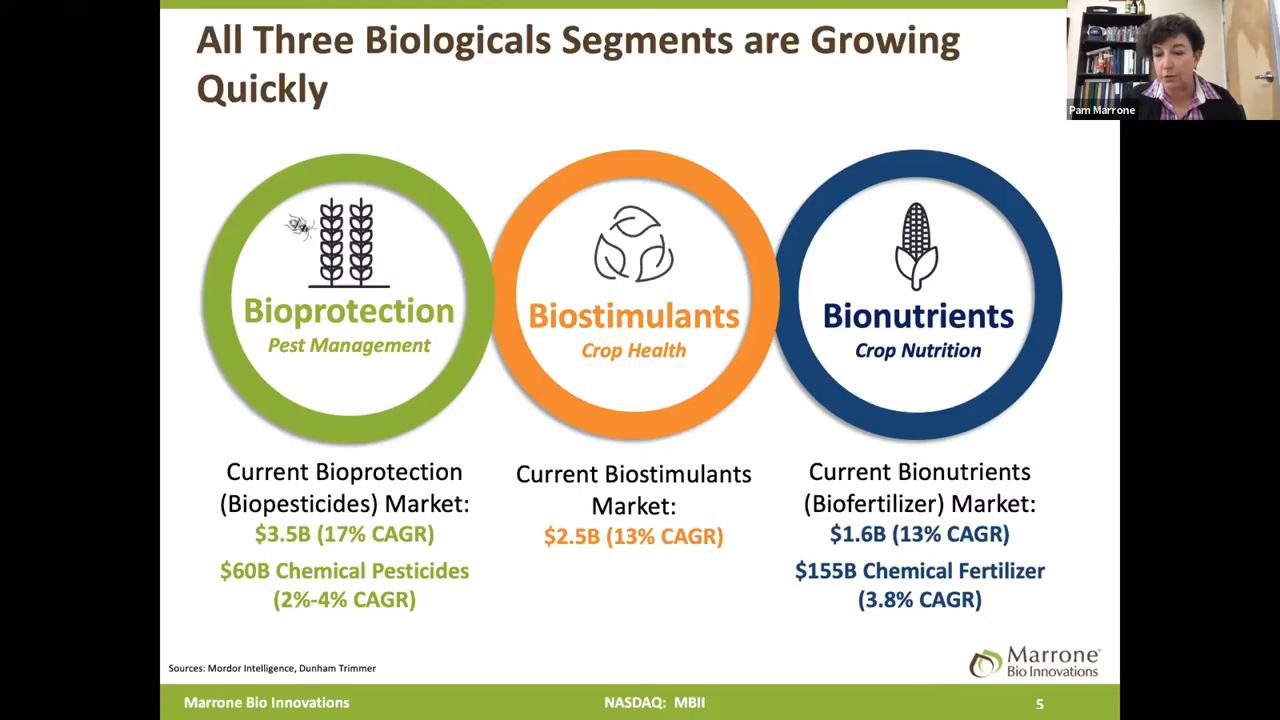 All Three Biologicals Segments are Growing
Quickly
Pam Marrone
Bioprotection
Pest Management
Biostimulants
Crop Health
Bionutrients
Crop Nutrition
Current Bioprotection
(Biopesticides) Market:
$3.5B (17% CAGR)
$60B Chemical Pesticides
(2%-4% CAGR)
Current Biostimulants
Market:
$2.5B (13% CAGR)
Current Bionutrients
(Biofertilizer) Market:
$1.6B (13% CAGR)
$155B Chemical Fertilizer
(3.8% CAGR)
Sources: Mordor Intelligence, Dunham Trimmer
Marrone®
Bio Innovations
Marrone Bio Innovations
NASDAQ: MBII
5